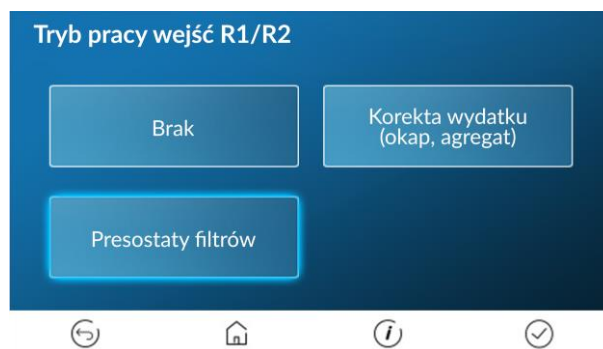 Tryb pracy wejść R1/R2
Brak
Korekta wydatku
(okap, agregat)
Presostaty filtrów